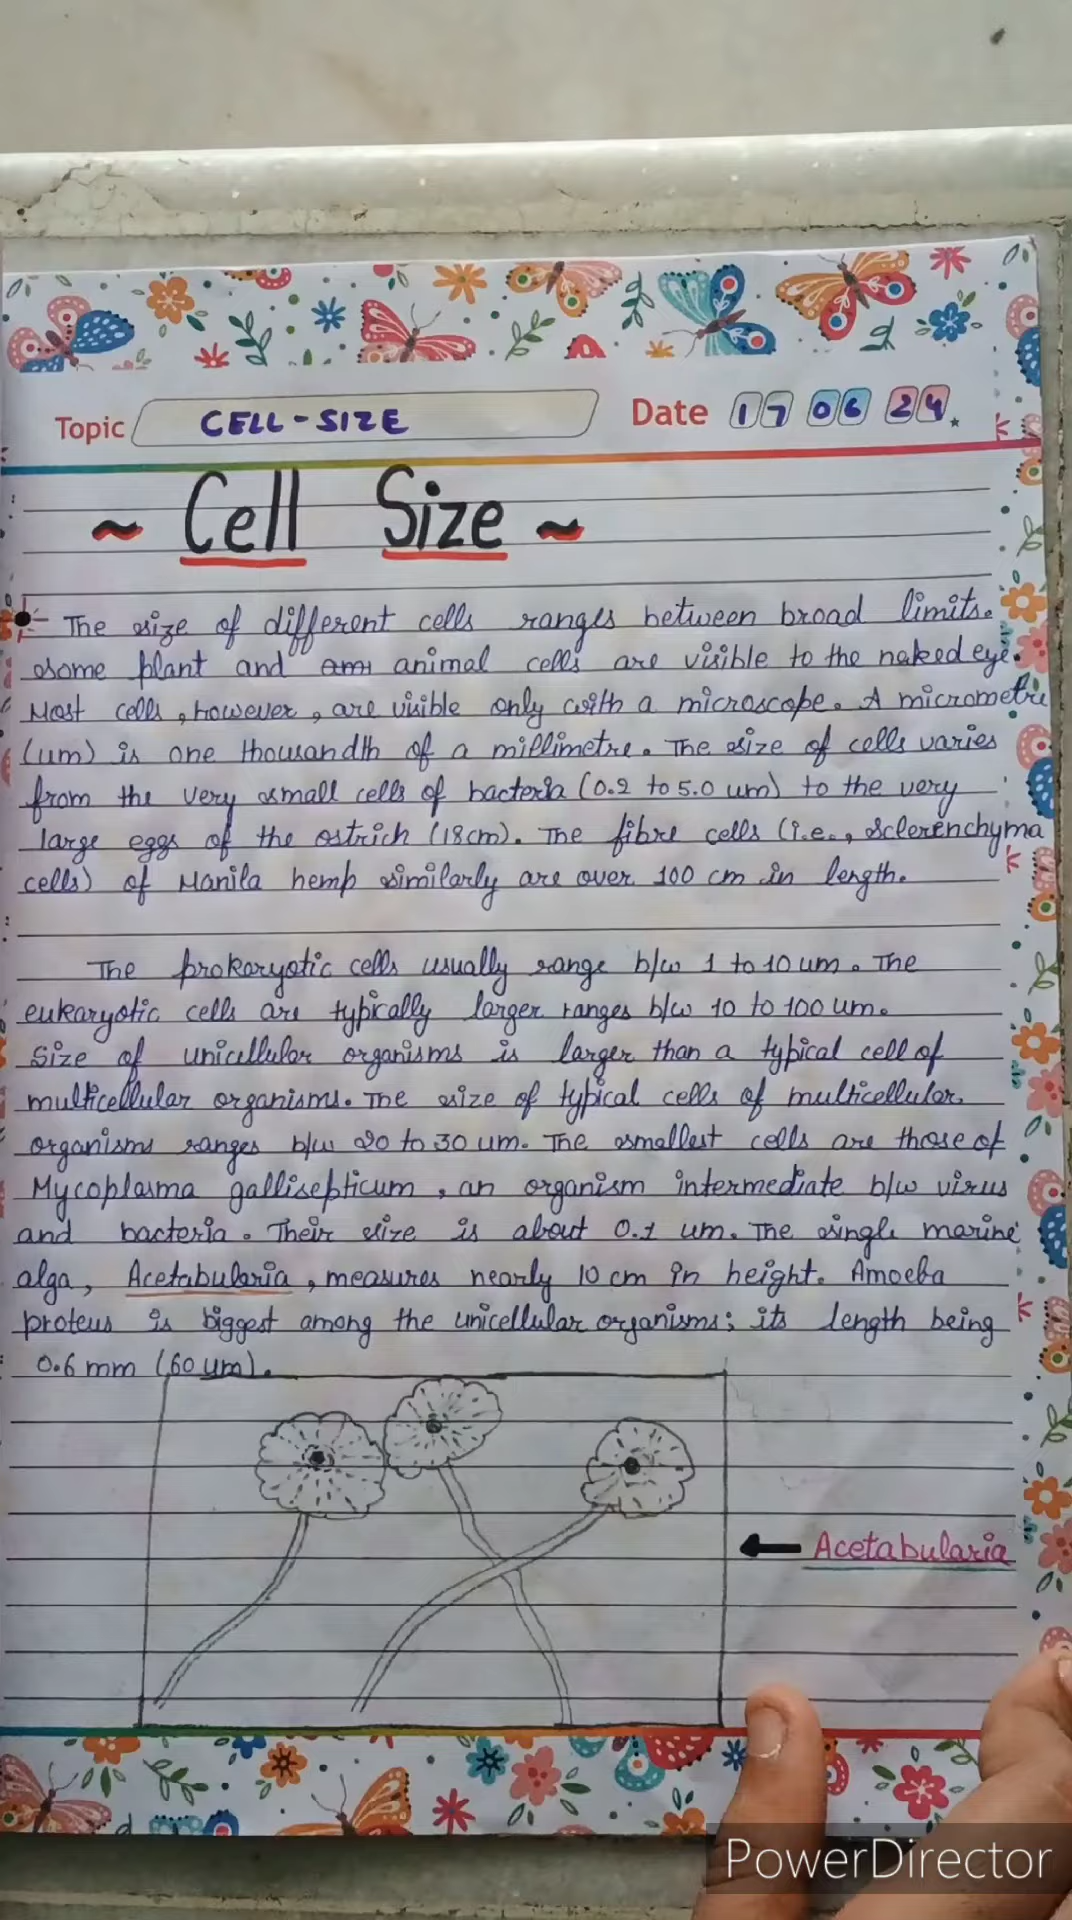 Topic CELL-SIZE Date 17 06 24
~ Cell Size ~
The size of different cells ranges between broad limits.
some plant and ami animal cells are visible to the naked eye.
Most cells, however, are visible only with a microscope. A micrometre
(um) is one thousandth of a millimetre. The size of cells varies
from the very small cells of bacteria (0.2 to 5.0 um) to the very
large eggs of the ostrich (18cm). The fibre cells (i.e., sclerenchyma
cells) of Manila hemp similarly are over 100 cm in length.
The prokaryotic cells usually range b/w 1 to 10 um. The
eukaryotic cells are typically larger ranges b/w 10 to 100 um.
Size of unicellular organisms is larger than a typical cell of
multicellular organisms. The size of typical cells of multicellular
organisms ranges b/w 20 to 30 um. The smallest cells are those of
Mycoplasma gallisepticum, an organism intermediate b/w virus
and bacteria. Their size is about 0.1 um. The single marine
alga, Acetabularia, measures nearly 10 cm in height. Amoeba
proteus is biggest among the unicellular organisms; its length being
0.6 mm (60 um).
Acetabularia
PowerDirector